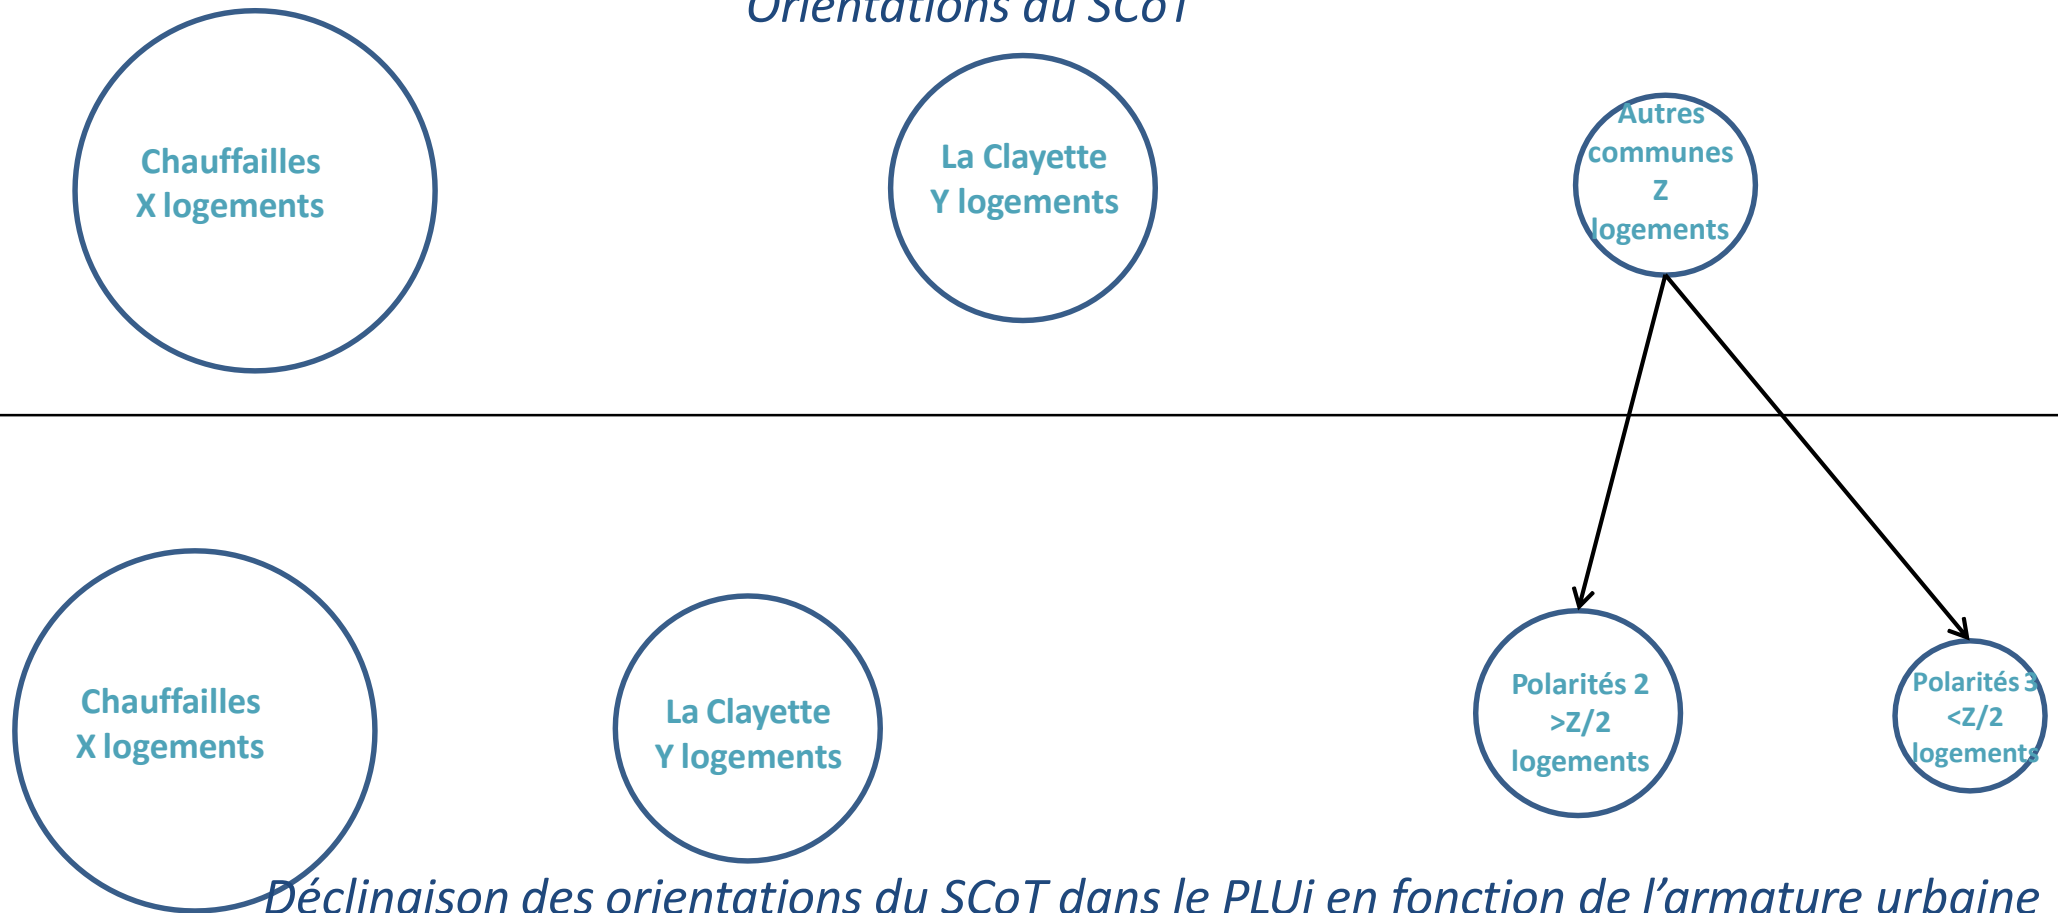 Orientations du SCoT
Chauffailles
X logements
La Clayette
Y logements
Autres
communes
Z
logements
Chauffailles
X logements
La Clayette
Y logements
Polarités 2
>Z/2
logements
Polarités 3
<Z/2
logements
Déclinaison des orientations du SCoT dans le PLUi en fonction de l’armature urbaine